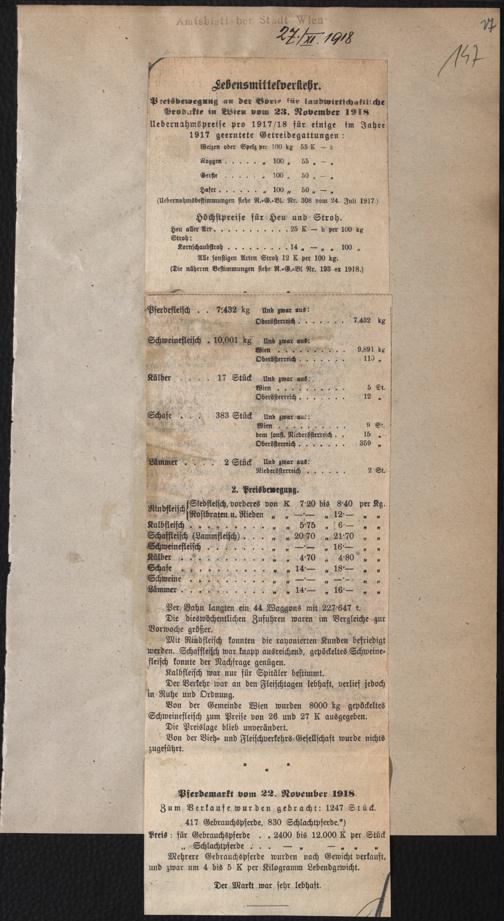 Amtsblatt der Stadt Wien
27/XI. 1918
147
Lebensmittelverkehr.
Preisbewegung an der Börse für landwirtschaftliche
Produkte in Wien vom 23. November 1918
Uebernahmspreise pro 1917/18 für einige im Jahre
1917 geerntete Getreidegattungen:
Weizen oder Spelz per 100 kg 55 K — h
Roggen . . . . . „ 100 „ 55 „ — „
Gerste . . . . . „ 100 „ 50 „ — „
Hafer . . . . . „ 100 „ 50 „ — „
(Uebernahmsbestimmungen siehe R.-G.-Bl. Nr. 308 vom 24. Juli 1917.)
Höchstpreise für Heu und Stroh.
Heu aller Art . . . . . . . . . . 25 K — h per 100 kg
Stroh:
Kornschaubstroh . . . . . . . . 14 „ — „ „ 100 „
Alle sonstigen Arten Stroh 12 K per 100 kg.
(Die näheren Bestimmungen siehe R.-G.-Bl Nr. 193 ex 1918.)
Pferdefleisch . . 7.432 kg Und zwar aus:
Oberösterreich . . . . . . . 7.432 kg
Schweinefleisch . 10,001 kg Und zwar aus:
Wien . . . . . . . . . . 9.891 kg
Oberösterreich . . . . . . . 110 „
Kälber . . . . . 17 Stück Und zwar aus:
Wien . . . . . . . . . . 5 St.
Oberösterreich . . . . . . . 12 „
Schafe . . . . 383 Stück Und zwar aus:
Wien . . . . . . . . . . 9 St.
dem sonst. Niederösterreich . . 15 „
Oberösterreich . . . . . . . 359 „
Lämmer . . . . . 2 Stück Und zwar aus:
Niederösterreich . . . . . . 2 St.
2. Preisbewegung.
Rindfleisch {Siedfleisch, vorderes von K 7·20 bis 8·40 per Kg.
{Rostbraten u. Rieden „ „ —·— „ 12·— „ „
Kalbfleisch . . . . . . . . . „ „ 5·75 „ 6·— „ „
Schaffleisch (Lammfleisch) . . . . „ „ 20·70 „ 21·70 „ „
Schweinefleisch . . . . . . . . „ „ —·— „ 16·— „ „
Kälber . . . . . . . . . . „ „ 4·70 „ 4·80 „ „
Schafe . . . . . . . . . . „ „ 14·— „ 18·— „ „
Schweine . . . . . . . . . „ „ —·— „ —·— „ „
Lämmer . . . . . . . . . . „ „ 14·— „ 16·— „ „
Per Bahn langten ein 44 Waggons mit 227·647 t.
Die dieswöchentlichen Zufuhren waren im Vergleiche zur
Vorwoche größer.
Mit Rindfleisch konnten die rayonierten Kunden befriedigt
werden. Schaffleisch war knapp ausreichend, gepökeltes Schweine-
fleisch konnte der Nachfrage genügen.
Kalbfleisch war nur für Spitäler bestimmt.
Der Verkehr war an den Fleischtagen lebhaft, verlief jedoch
in Ruhe und Ordnung.
Von der Gemeinde Wien wurden 8000 kg gepökeltes
Schweinefleisch zum Preise von 26 und 27 K ausgegeben.
Die Preislage blieb unverändert.
Von der Vieh- und Fleischverkehrs-Gesellschaft wurde nichts
zugeführt.
* * *
Pferdemarkt vom 22. November 1918
Zum Verkaufe wurden gebracht: 1247 Stück.
417 Gebrauchspferde, 830 Schlachtpferde.*)
Preis: für Gebrauchspferde . . 2400 bis 12.000 K per Stück
„ Schlachtpferde . . . — „ — „ „ „
Mehrere Gebrauchspferde wurden nach Gewicht verkauft,
und zwar um 4 bis 5 K per Kilogramm Lebendgewicht.
Der Markt war sehr lebhaft.